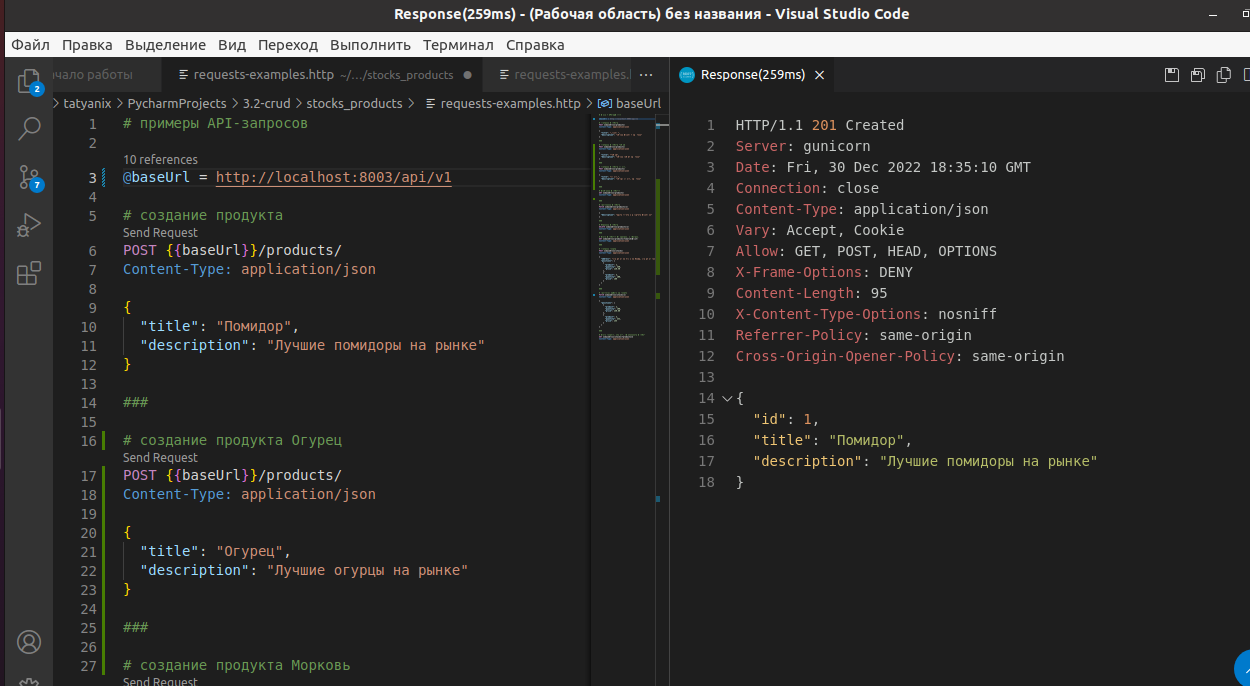 Response(259ms) - (Рабочая область) без названия - Visual Studio Code
Файл Правка Выделение Вид Переход Выполнить Терминал Справка
чало работы
requests-examples.http ~/.../stocks_products
requests-examples.
Response(259ms)
2
7
tatyanix > PycharmProjects > 3.2-crud > stocks_products > requests-examples.http > baseUrl
1 # примеры API-запросов
2
10 references
3 @baseUrl = http://localhost:8003/api/v1
4
5 # создание продукта
Send Request
6 POST {{baseUrl}}/products/
7 Content-Type: application/json
8
9 {
10 "title": "Помидор",
11 "description": "Лучшие помидоры на рынке"
12 }
13
14 ###
15
16 # создание продукта Огурец
Send Request
17 POST {{baseUrl}}/products/
18 Content-Type: application/json
19
20 {
21 "title": "Огурец",
22 "description": "Лучшие огурцы на рынке"
23 }
24
25 ###
26
27 # создание продукта Морковь
Send Request
1 HTTP/1.1 201 Created
2 Server: gunicorn
3 Date: Fri, 30 Dec 2022 18:35:10 GMT
4 Connection: close
5 Content-Type: application/json
6 Vary: Accept, Cookie
7 Allow: GET, POST, HEAD, OPTIONS
8 X-Frame-Options: DENY
9 Content-Length: 95
10 X-Content-Type-Options: nosniff
11 Referrer-Policy: same-origin
12 Cross-Origin-Opener-Policy: same-origin
13
14 {
15 "id": 1,
16 "title": "Помидор",
17 "description": "Лучшие помидоры на рынке"
18 }